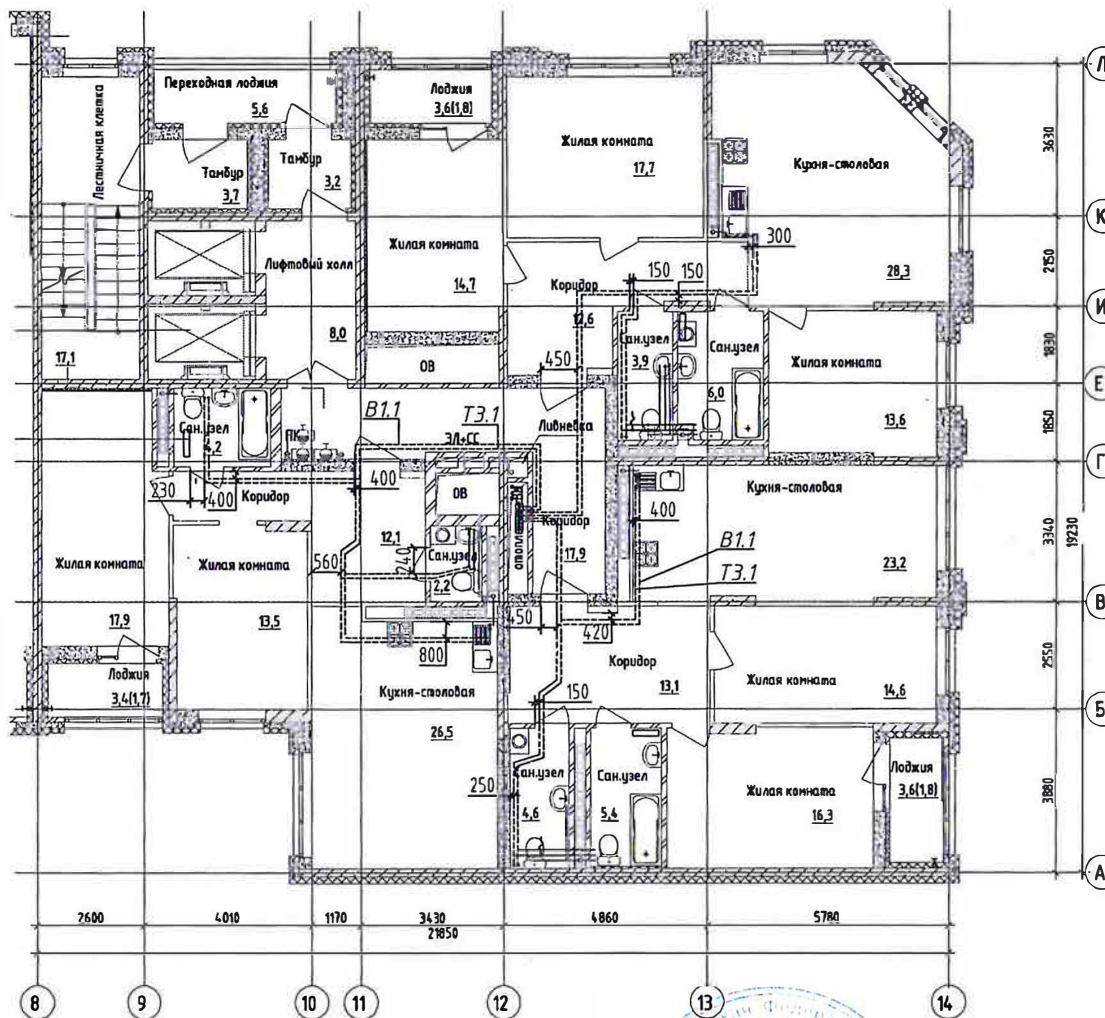 Лестничная клетка
Переходная лоджия
5,6
Лоджия
3,6(1,8)
Жилая комната
17,7
Кухня-столовая
28,3
Тамбур
3,7
Тамбур
3,2
Лифтовый холл
8,0
Жилая комната
14,7
Коридор
12,6
150
150
300
Сан.узел
3,9
Сан.узел
6,0
Жилая комната
13,6
17,1
ОВ
450
В1.1
Т3.1
Ливневка
ЭЛ+СС
Сан.узел
230
400
Коридор
400
ОВ
12,1
240
Сан.узел
2,2
560
Коридор
17,9
400
Кухня-столовая
23,2
В1.1
Т3.1
Жилая комната
17,9
Жилая комната
13,5
Лоджия
3,4(1,7)
800
Кухня-столовая
26,5
450
420
Коридор
13,1
150
Жилая комната
14,6
250
4,6
Сан.узел
5,4
Жилая комната
16,3
Лоджия
3,6(1,8)
3630
2150
1830
1850
3340
2550
3880
19230
Л
К
И
Е
Г
В
Б
А
2600
4010
1170
3430
4860
5780
21850
8
9
10
11
12
13
14